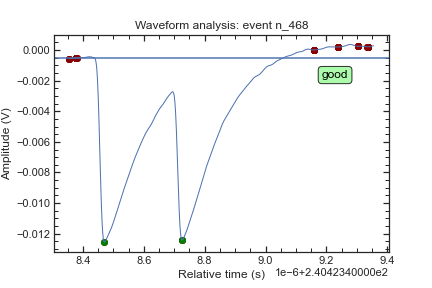 Waveform analysis: event n_468
0.000
−0.002
−0.004
−0.006
−0.008
−0.010
−0.012
Amplitude (V)
good
8.4
8.6
8.8
9.0
9.2
9.4
Relative time (s)
1e−6+2.4042340000e2